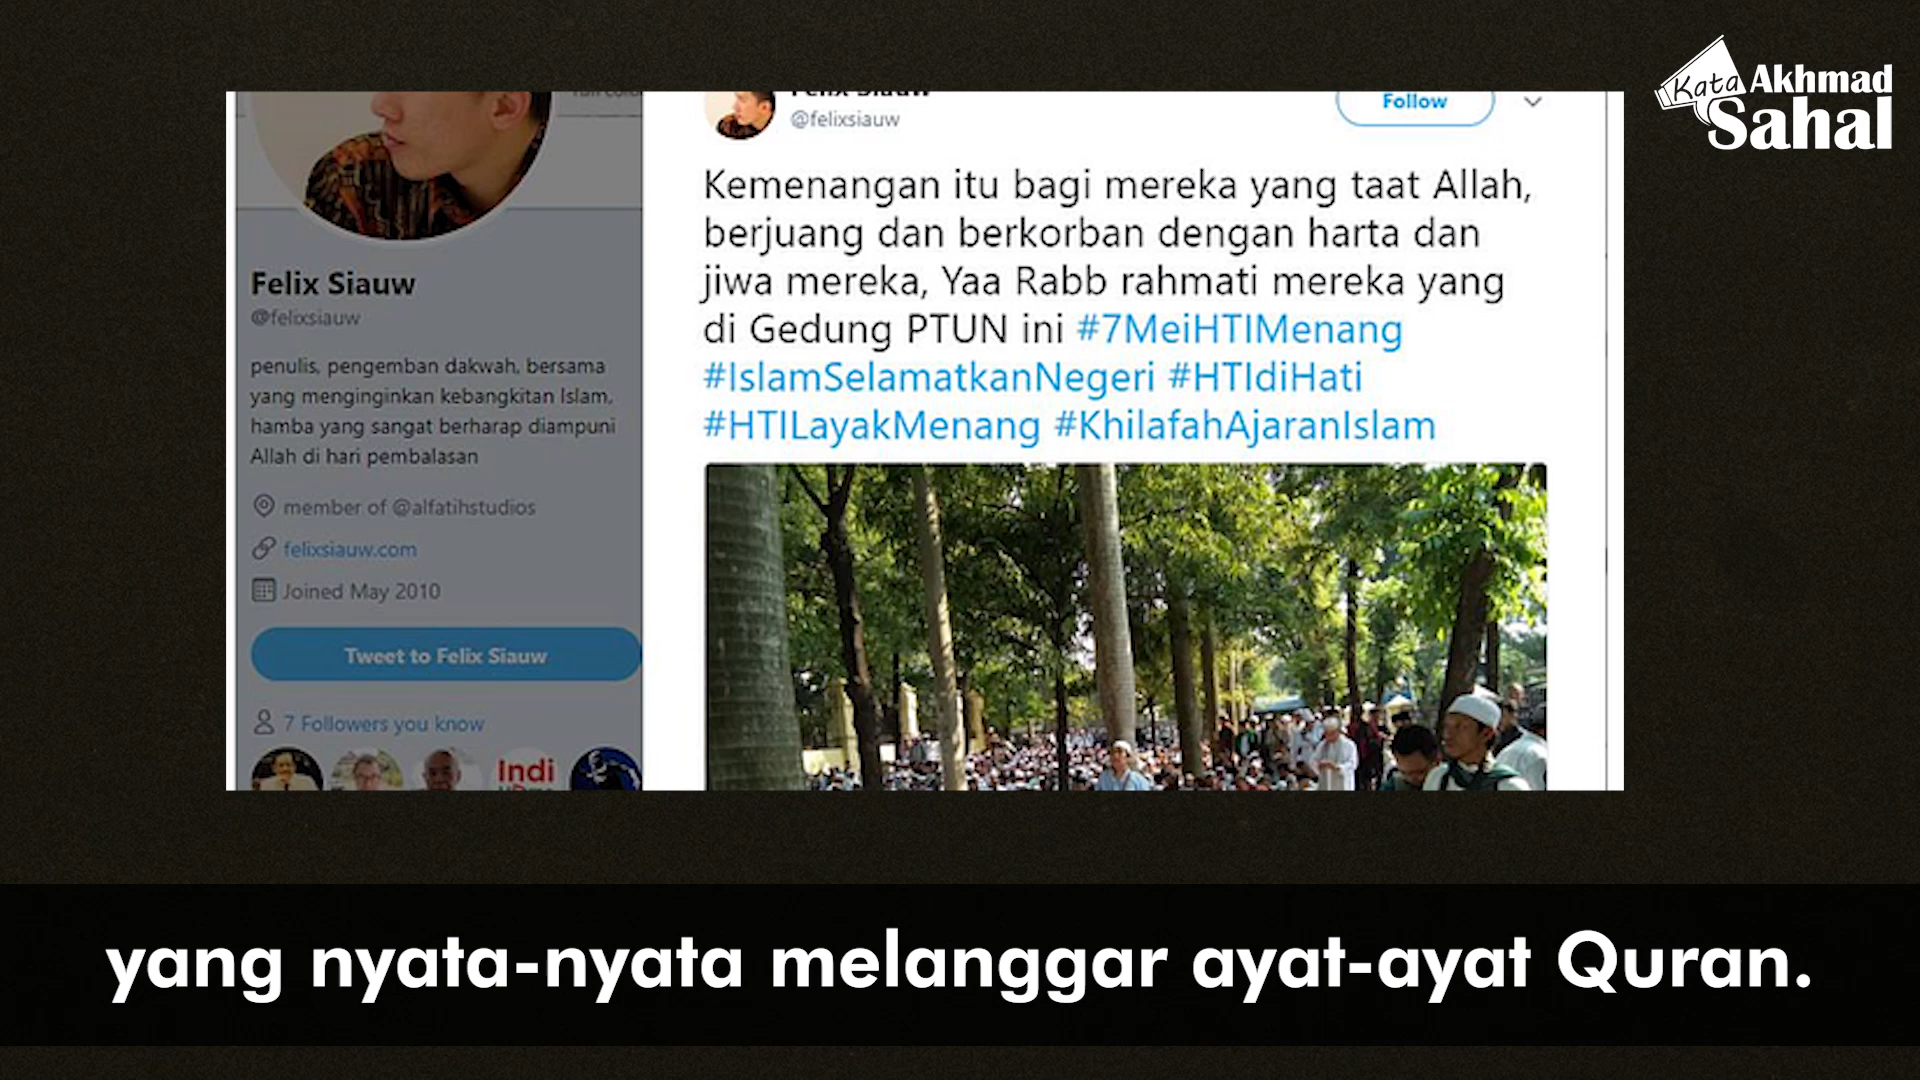 Kata Akhmad
Sahal
Felix Siauw
@felixsiauw
penulis, pengemban dakwah, bersama
yang menginginkan kebangkitan Islam,
hamba yang sangat berharap diampuni
Allah di hari pembalasan
member of @alfatihstudios
felixsiauw.com
Joined May 2010
Tweet to Felix Siauw
7 Followers you know
Indi
Felix Siauw
@felixsiauw
Follow
Kemenangan itu bagi mereka yang taat Allah,
berjuang dan berkorban dengan harta dan
jiwa mereka, Yaa Rabb rahmati mereka yang
di Gedung PTUN ini #7MeiHTIMenang
#IslamSelamatkanNegeri #HTIdiHati
#HTILayakMenang #KhilafahAjaranIslam
yang nyata-nyata melanggar ayat-ayat Quran.